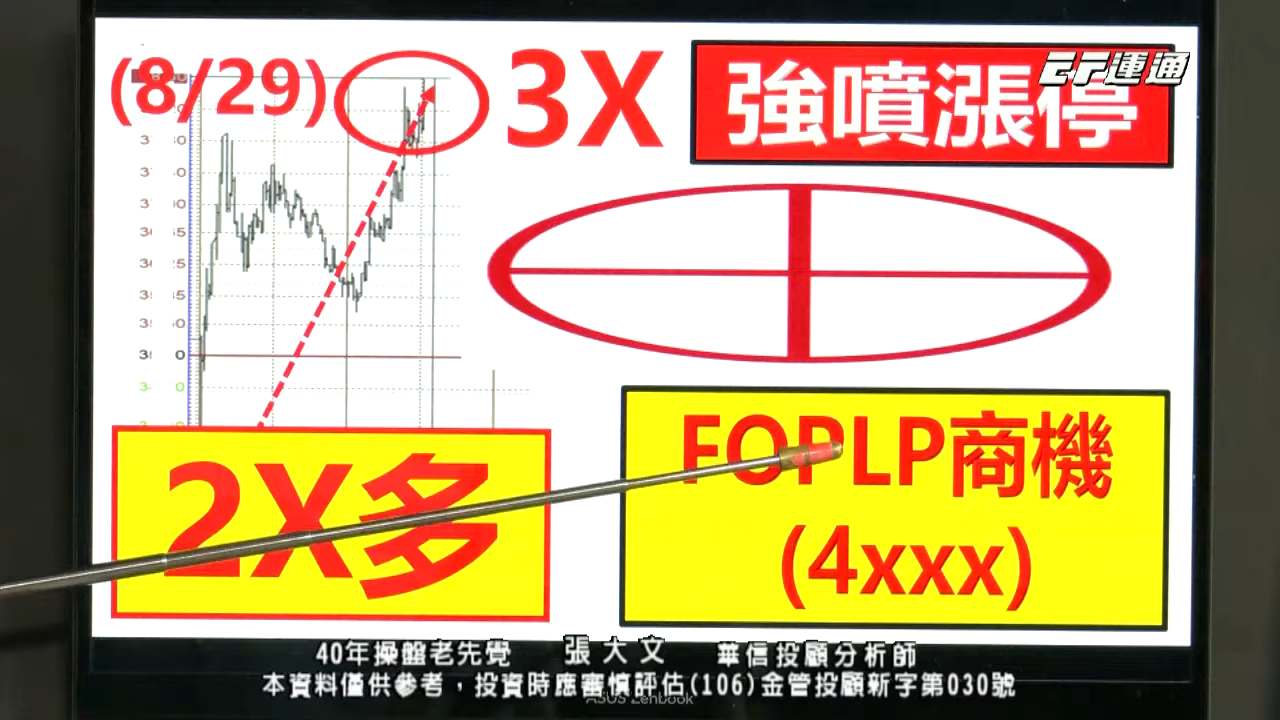 (8/29)
3X
強噴漲停
運通
2X多
FOPLP商機
(4xxx)
40年操盤老先覺 張大文 華信投顧分析師
本資料僅供參考，投資時應審慎評估(106)金管投顧新字第030號
ASUS Zenbook